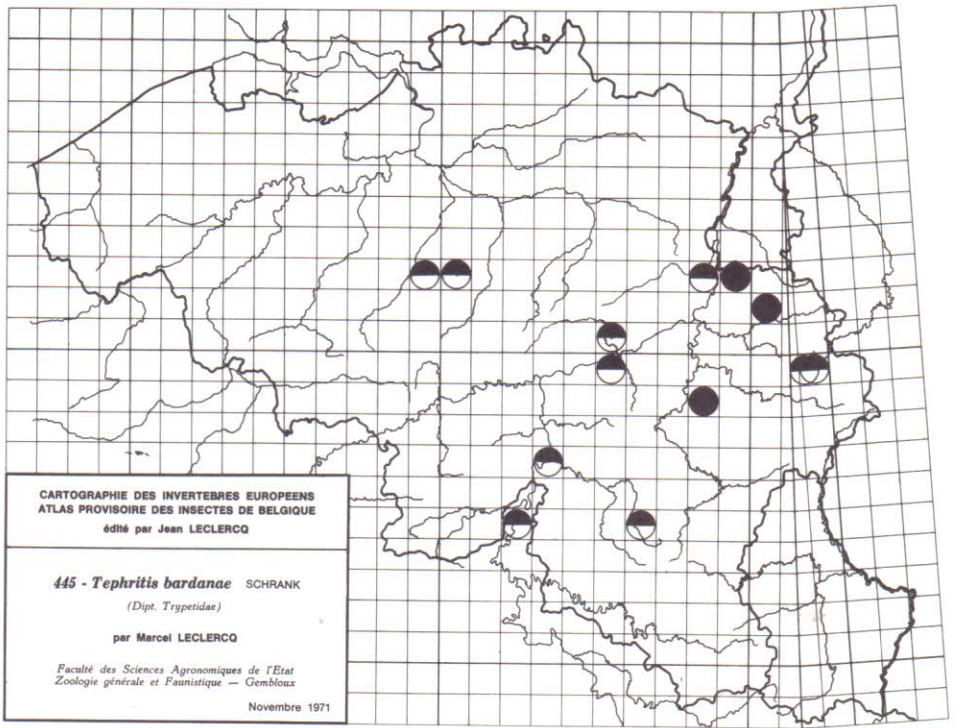 CARTOGRAPHIE DES INVERTEBRES EUROPEENS
ATLAS PROVISOIRE DES INSECTES DE BELGIQUE
édité par Jean LECLERCQ
445 - Tephritis bardanae SCHRANK
(Dipt. Trypetidae)
par Marcel LECLERCQ
Faculté des Sciences Agronomiques de l'Etat
Zoologie générale et Faunistique — Gembloux
Novembre 1971